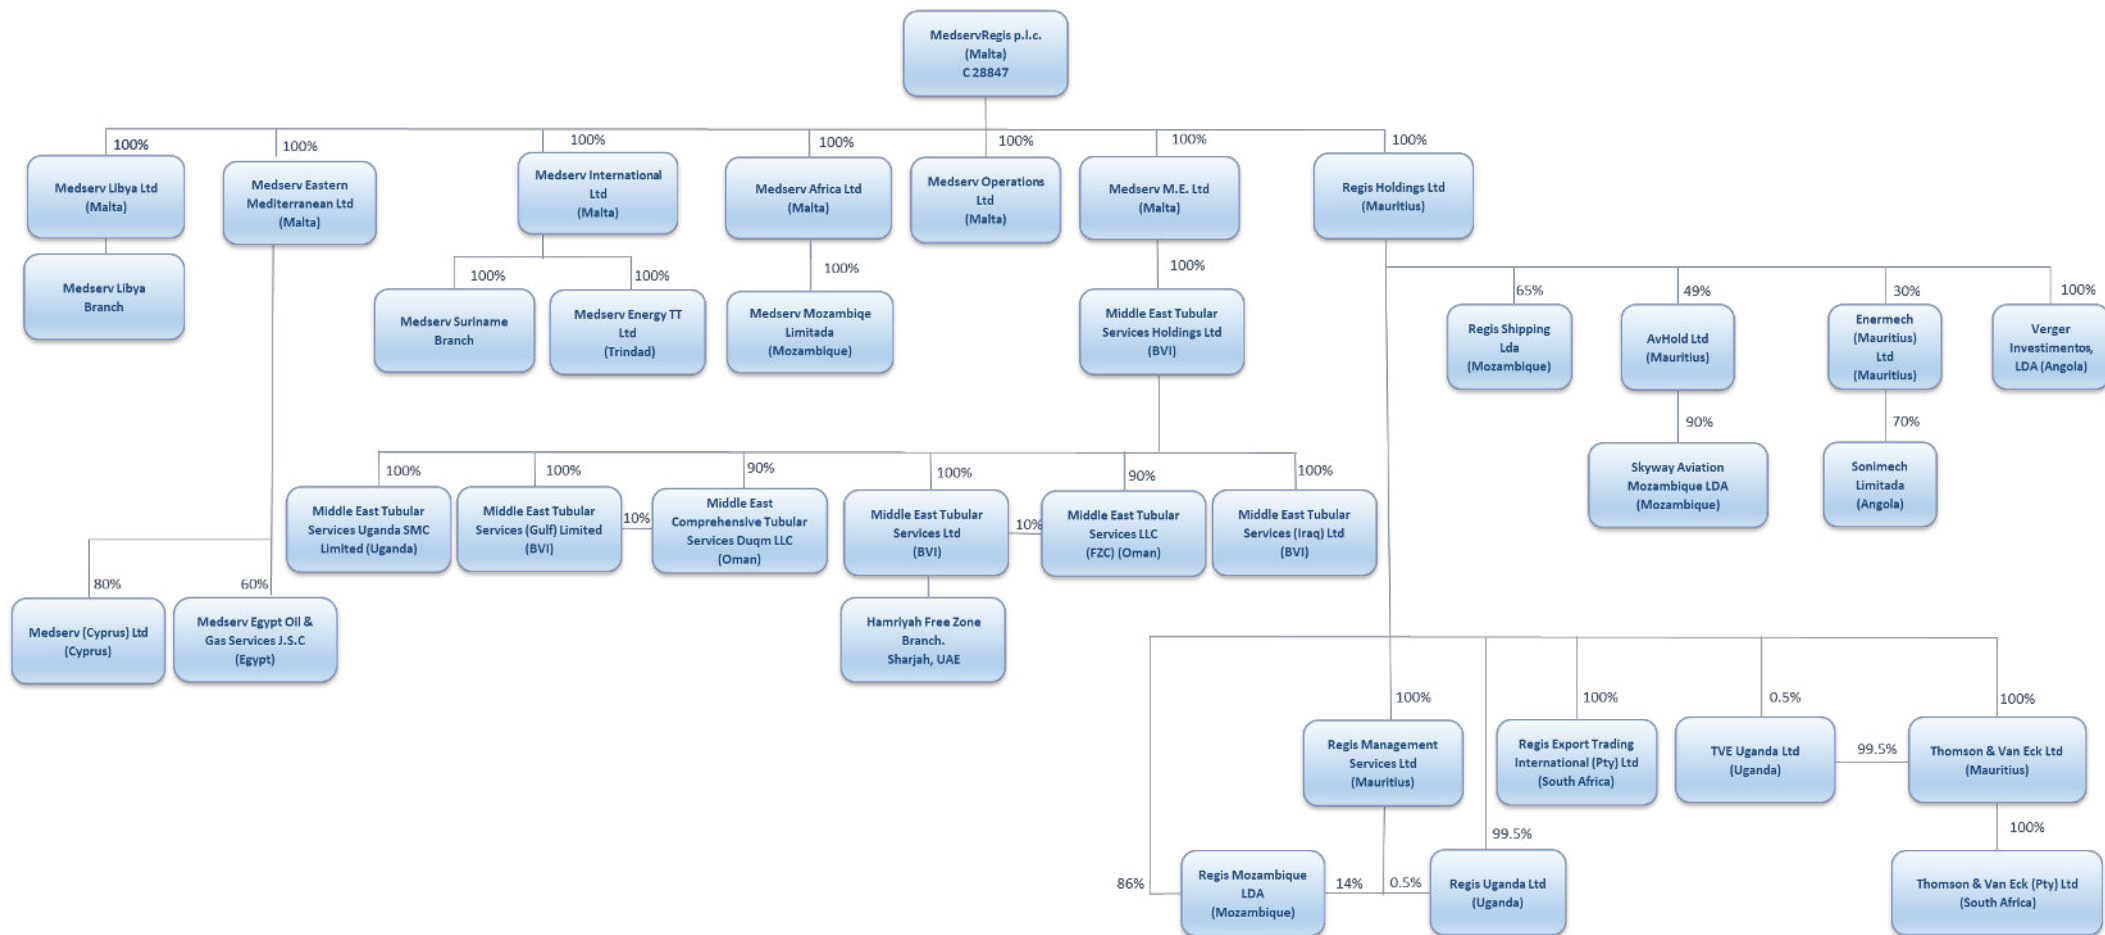 MedservRegis p.l.c.
(Malta)
C 28847
100%
100%
100%
100%
100%
100%
100%
Medserv Libya Ltd
(Malta)
Medserv Eastern
Mediterranean Ltd
(Malta)
Medserv International
Ltd
(Malta)
Medserv Africa Ltd
(Malta)
Medserv Operations
Ltd
(Malta)
Medserv M.E. Ltd
(Malta)
Regis Holdings Ltd
(Mauritius)
Medserv Libya
Branch
100%
100%
100%
100%
Medserv Suriname
Branch
Medserv Energy TT
Ltd
(Trindad)
Medserv Mozambiqe
Limitada
(Mozambique)
Middle East Tubular
Services Holdings Ltd
(BVI)
65%
49%
30%
100%
Regis Shipping
Lda
(Mozambique)
AvHold Ltd
(Mauritius)
Enermech
(Mauritius)
Ltd
(Mauritius)
Verger
Investimentos,
LDA (Angola)
90%
70%
Skyway Aviation
Mozambique LDA
(Mozambique)
Sonimech
Limitada
(Angola)
100%
100%
90%
100%
90%
100%
Middle East Tubular
Services Uganda SMC
Limited (Uganda)
Middle East Tubular
Services (Gulf) Limited
(BVI)
10%
Middle East
Comprehensive Tubular
Services Duqm LLC
(Oman)
Middle East Tubular
Services Ltd
(BVI)
10%
Middle East Tubular
Services LLC
(FZC) (Oman)
Middle East Tubular
Services (Iraq) Ltd
(BVI)
80%
60%
Medserv (Cyprus) Ltd
(Cyprus)
Medserv Egypt Oil &
Gas Services J.S.C
(Egypt)
Hamriyah Free Zone
Branch.
Sharjah, UAE
100%
100%
0.5%
100%
Regis Management
Services Ltd
(Mauritius)
Regis Export Trading
International (Pty) Ltd
(South Africa)
TVE Uganda Ltd
(Uganda)
99.5%
Thomson & Van Eck Ltd
(Mauritius)
99.5%
100%
86%
Regis Mozambique
LDA
(Mozambique)
14%
0.5%
Regis Uganda Ltd
(Uganda)
Thomson & Van Eck (Pty) Ltd
(South Africa)